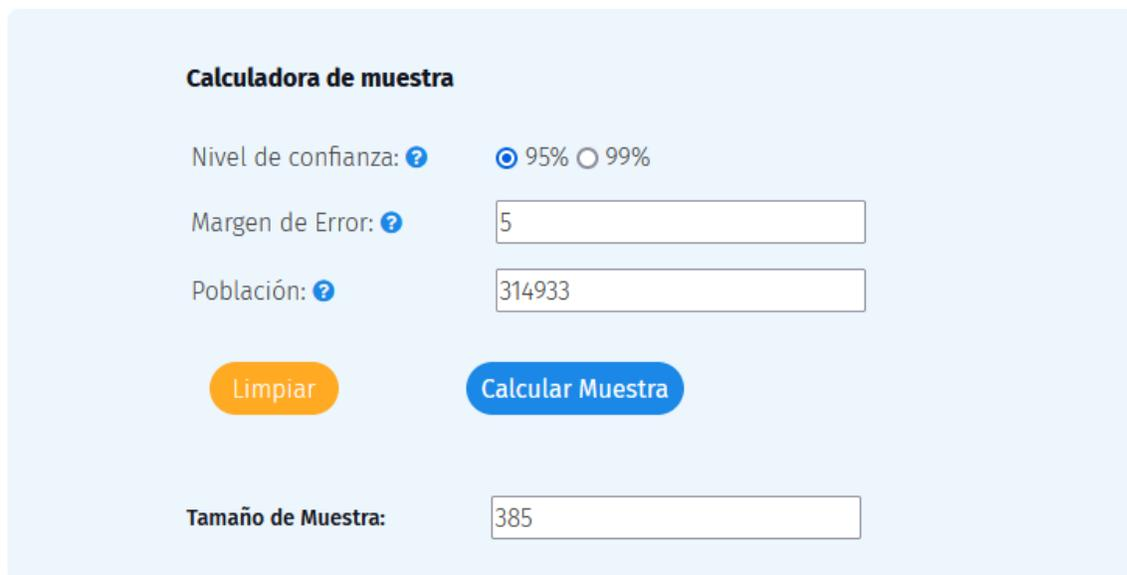 Calculadora de muestra
Nivel de confianza: ? 95% 99%
Margen de Error: ? 5
Población: ? 314933
Limpiar Calcular Muestra
Tamaño de Muestra: 385